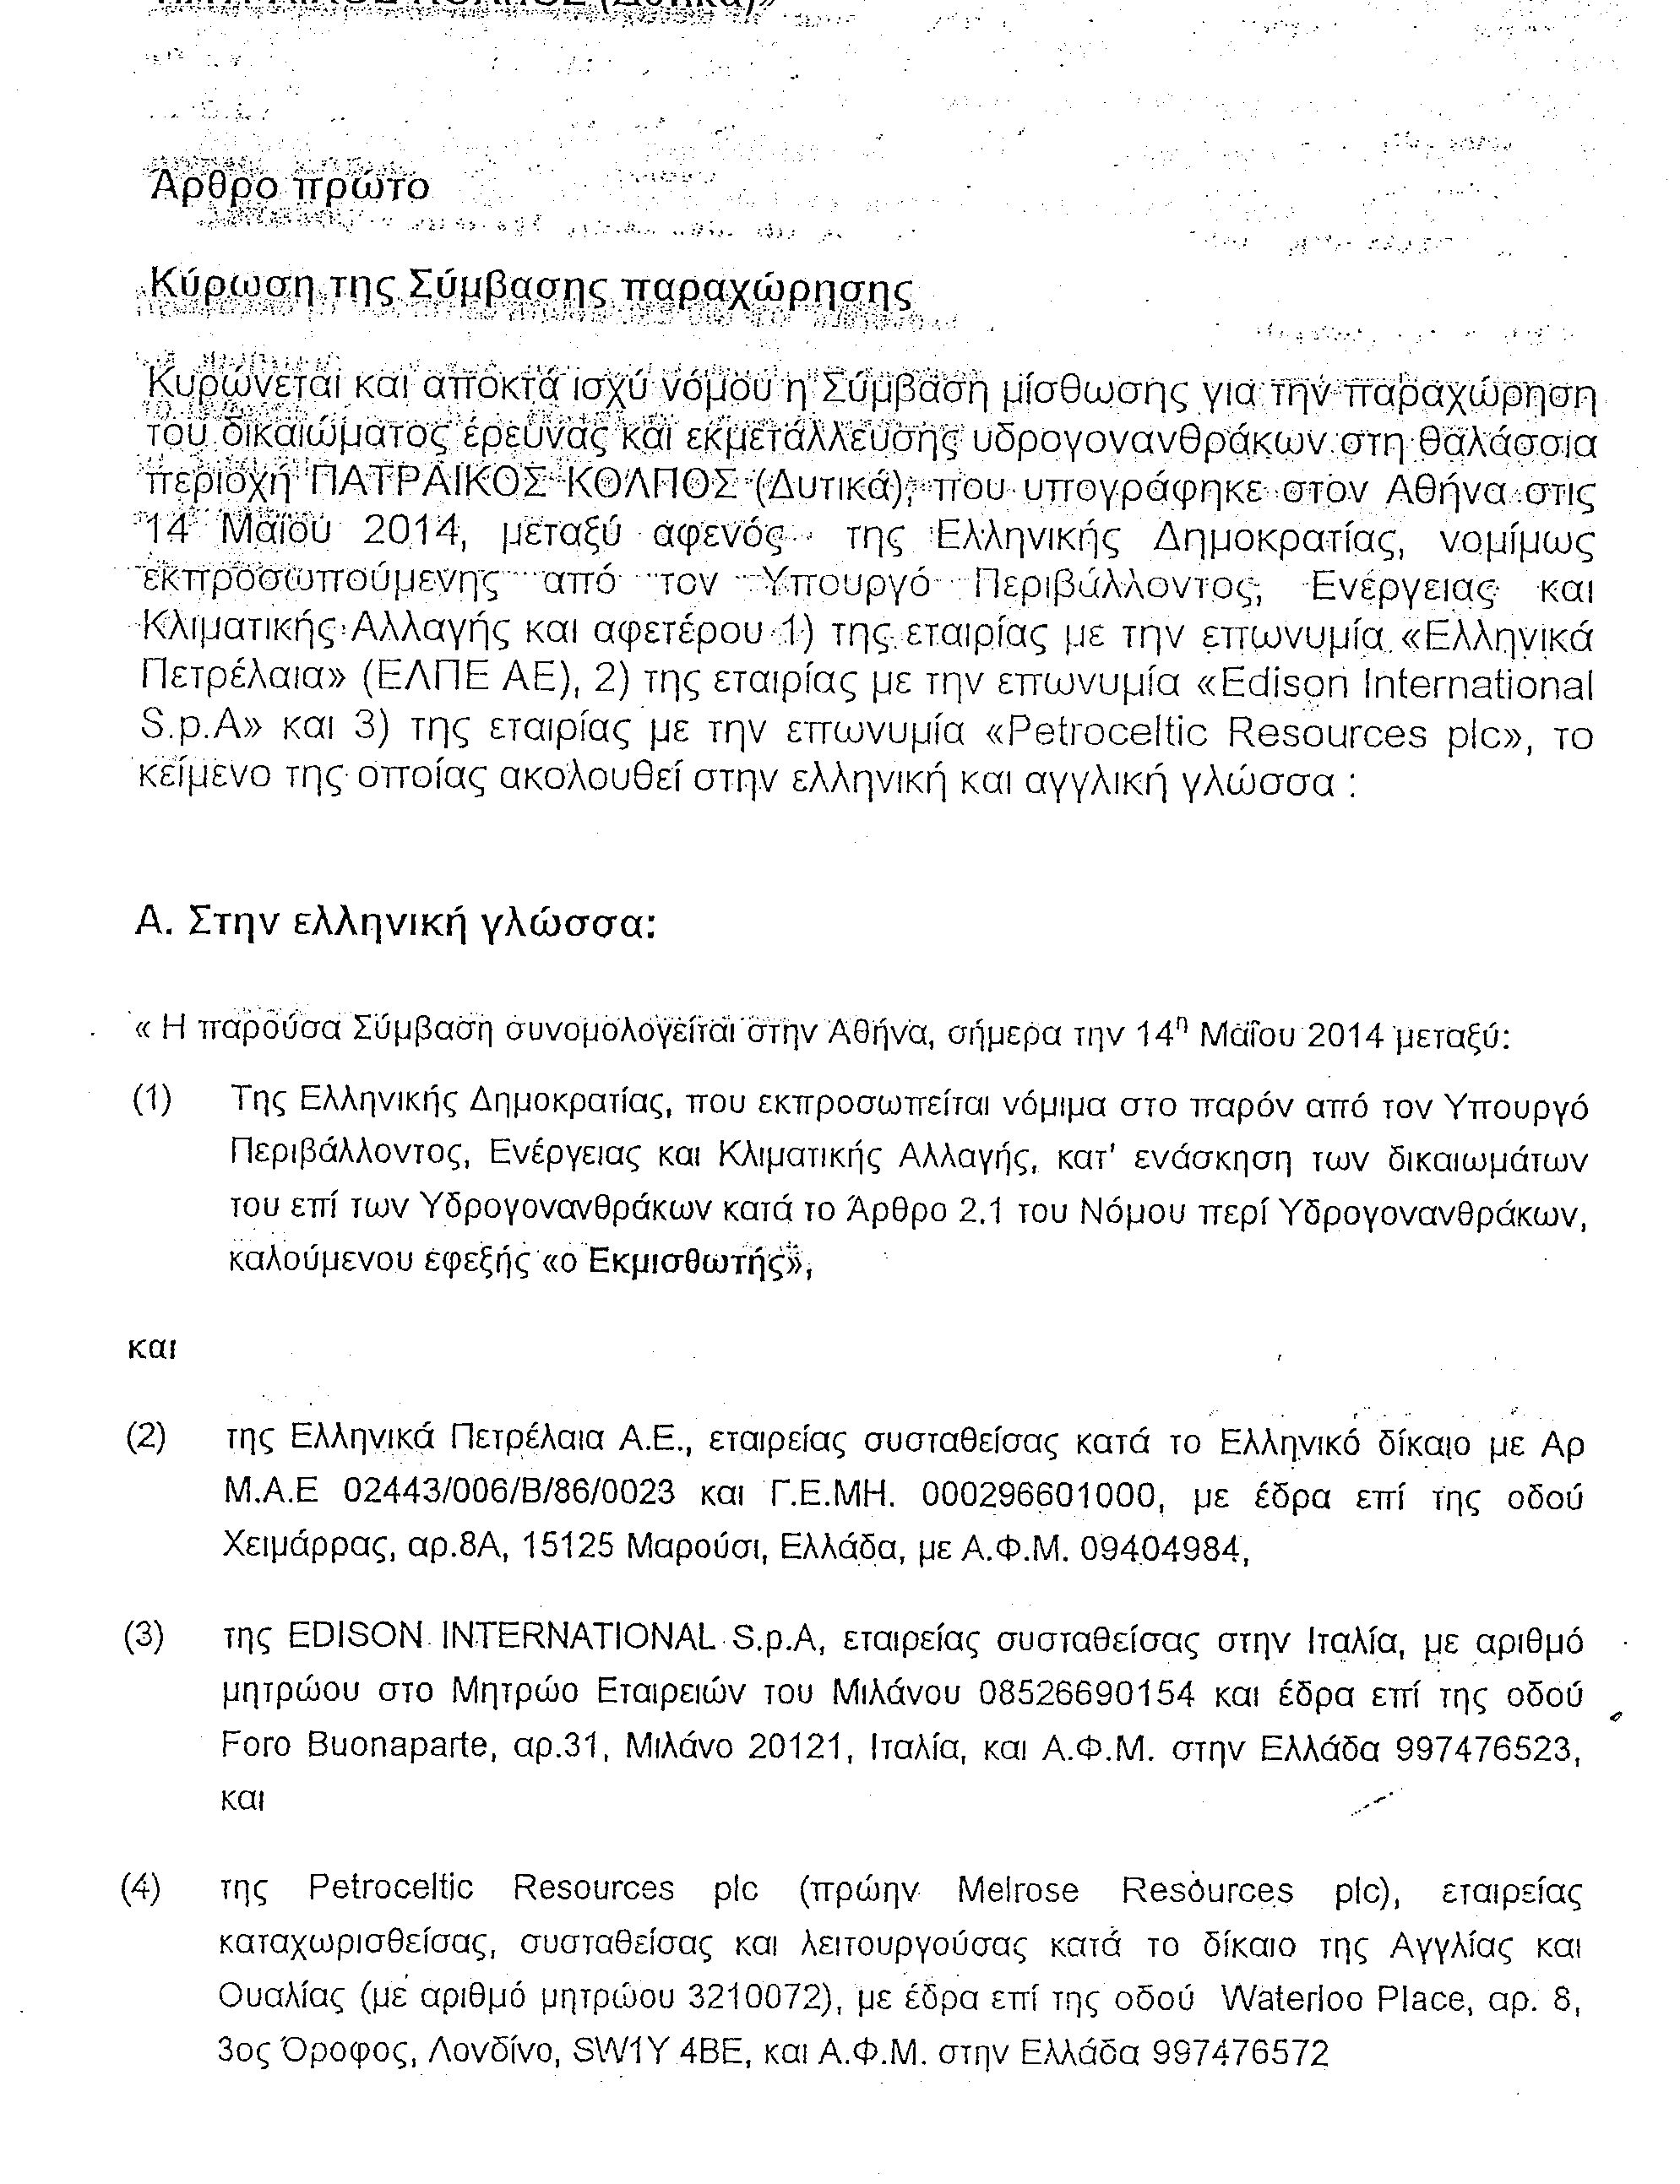 ΠΑΤΡΑΙΚΟΣ ΚΟΛΠΟΣ (Δυτικά)»
Άρθρο πρώτο
Κύρωση της Σύμβασης παραχώρησης
Κυρώνεται και αποκτά ισχύ νόμου η Σύμβαση μίσθωσης για την παραχώρηση
του δικαιώματος έρευνας και εκμετάλλευσης υδρογονανθράκων στη θαλάσσια
περιοχή ΠΑΤΡΑΙΚΟΣ ΚΟΛΠΟΣ (Δυτικά), που υπογράφηκε στον Αθήνα στις
14 Μαΐου 2014, μεταξύ αφενός της Ελληνικής Δημοκρατίας, νομίμως
εκπροσωπούμενης από τον Υπουργό Περιβάλλοντος, Ενέργειας και
Κλιματικής Αλλαγής και αφετέρου 1) της εταιρίας με την επωνυμία «Ελληνικά
Πετρέλαια» (ΕΛΠΕ ΑΕ), 2) της εταιρίας με την επωνυμία «Edison International
S.p.A» και 3) της εταιρίας με την επωνυμία «Petroceltic Resources plc», το
κείμενο της οποίας ακολουθεί στην ελληνική και αγγλική γλώσσα :
Α. Στην ελληνική γλώσσα:
« Η παρούσα Σύμβαση συνομολογείται στην Αθήνα, σήμερα την 14η Μαΐου 2014 μεταξύ:
(1) Της Ελληνικής Δημοκρατίας, που εκπροσωπείται νόμιμα στο παρόν από τον Υπουργό
Περιβάλλοντος, Ενέργειας και Κλιματικής Αλλαγής, κατ' ενάσκηση των δικαιωμάτων
του επί των Υδρογονανθράκων κατά το Άρθρο 2.1 του Νόμου περί Υδρογονανθράκων,
καλούμενου εφεξής «ο Εκμισθωτής»,
και
(2) της Ελληνικά Πετρέλαια Α.Ε., εταιρείας συσταθείσας κατά το Ελληνικό δίκαιο με Αρ
Μ.Α.Ε 02443/006/Β/86/0023 και Γ.Ε.ΜΗ. 000296601000, με έδρα επί της οδού
Χειμάρρας, αρ.8Α, 15125 Μαρούσι, Ελλάδα, με Α.Φ.Μ. 09404984,
(3) της EDISON INTERNATIONAL S.p.A, εταιρείας συσταθείσας στην Ιταλία, με αριθμό
μητρώου στο Μητρώο Εταιρειών του Μιλάνου 08526690154 και έδρα επί της οδού
Foro Buonaparte, αρ.31, Μιλάνο 20121, Ιταλία, και Α.Φ.Μ. στην Ελλάδα 997476523,
και
(4) της Petroceltic Resources plc (πρώην Melrose Resources plc), εταιρείας
καταχωρισθείσας, συσταθείσας και λειτουργούσας κατά το δίκαιο της Αγγλίας και
Ουαλίας (με αριθμό μητρώου 3210072), με έδρα επί της οδού Waterloo Place, αρ. 8,
3ος Όροφος, Λονδίνο, SW1Y 4BE, και Α.Φ.Μ. στην Ελλάδα 997476572